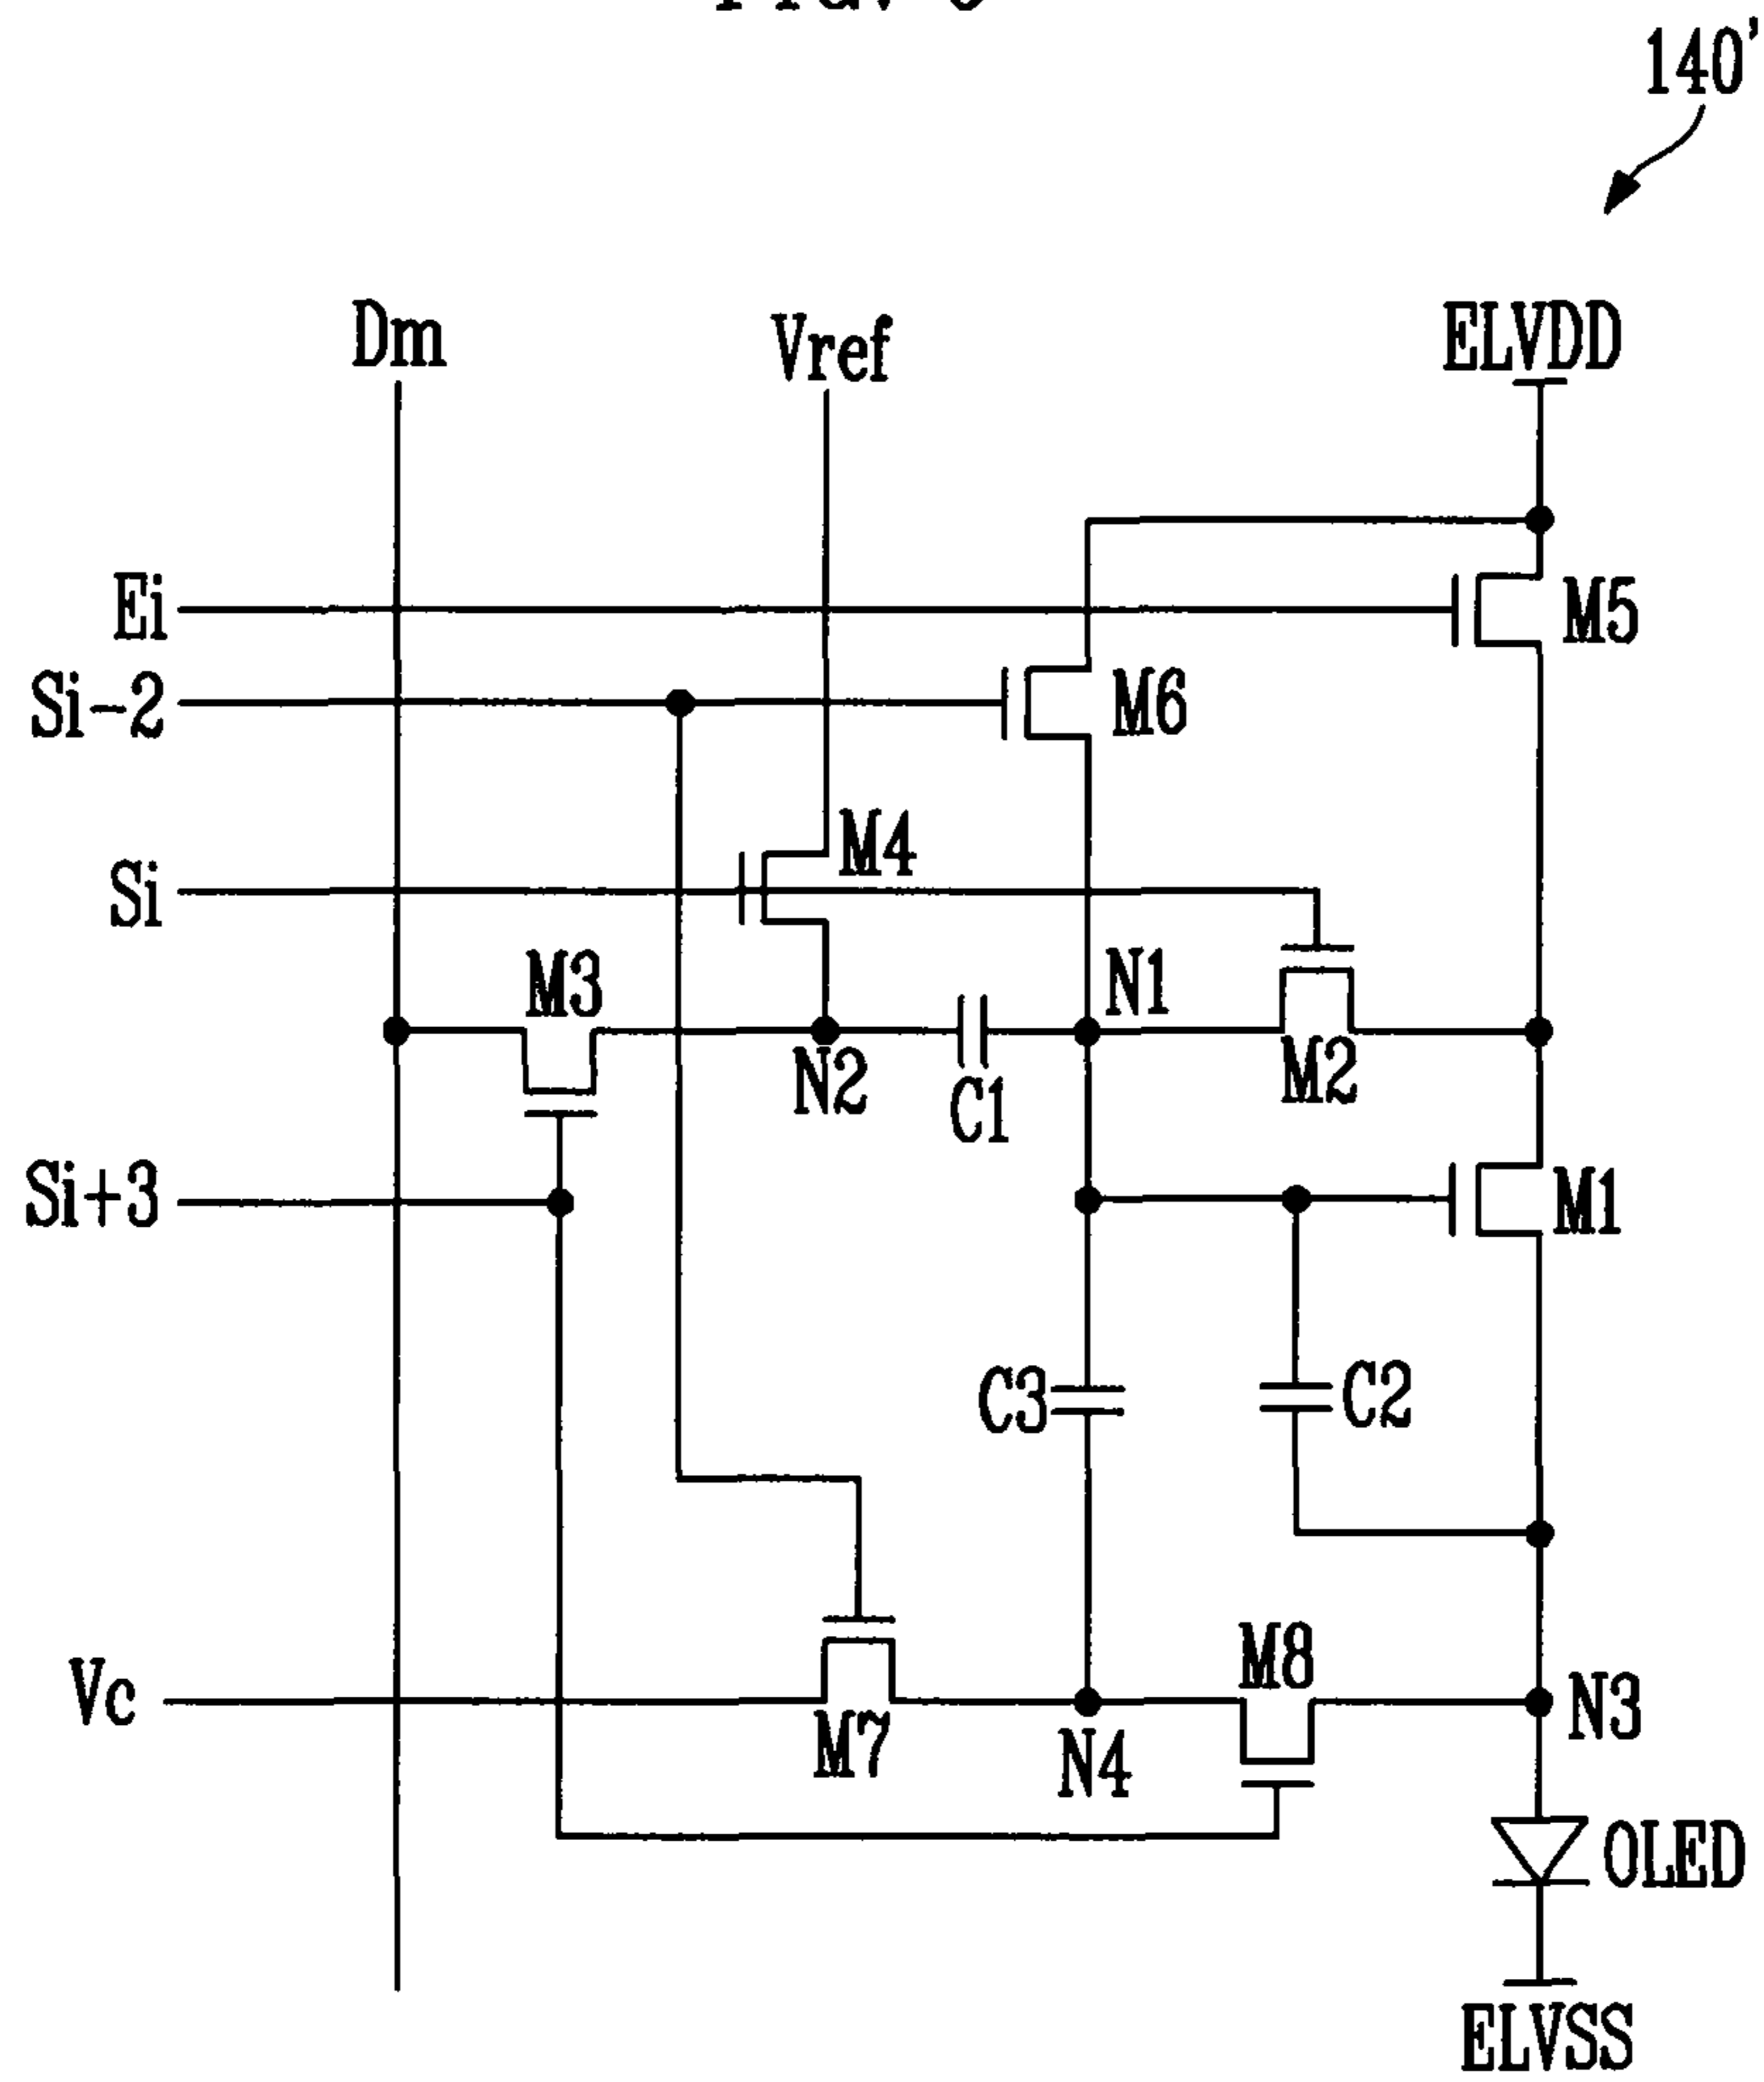 140'
Dm
Vref
ELVDD
Ei
M5
Si-2
M6
M4
Si
M3
N1
N2
C1
M2
Si+3
M1
C3
C2
M8
Vc
M7
N4
N3
OLED
ELVSS